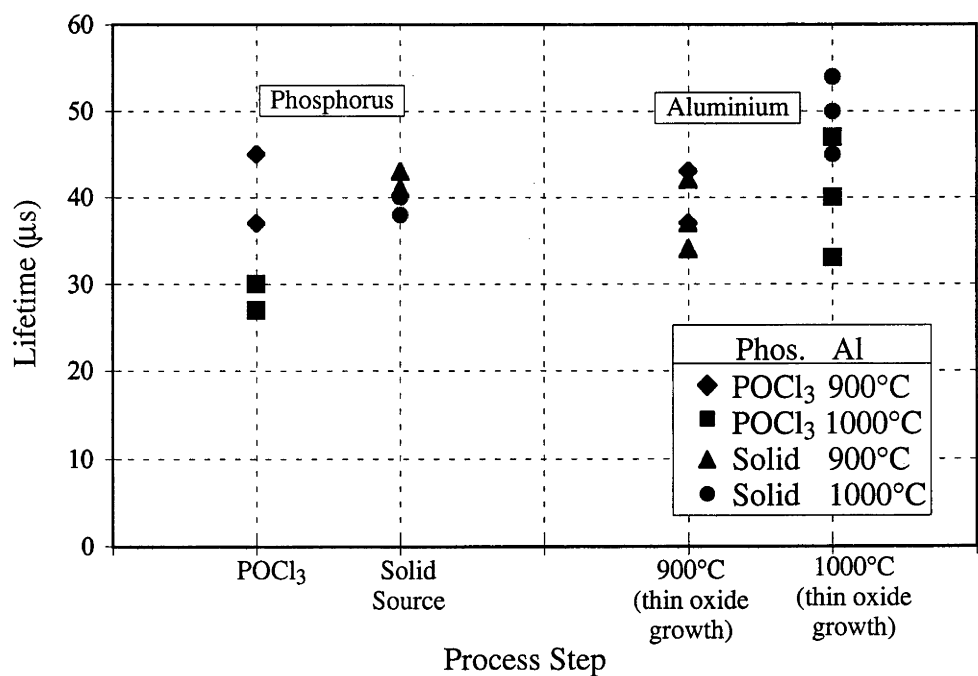 60
50
40
30
20
10
0
Lifetime (μs)
Phosphorus
Aluminium
Phos. Al
POCl₃ 900°C
POCl₃ 1000°C
Solid 900°C
Solid 1000°C
POCl₃
Solid
Source
900°C
(thin oxide
growth)
1000°C
(thin oxide
growth)
Process Step